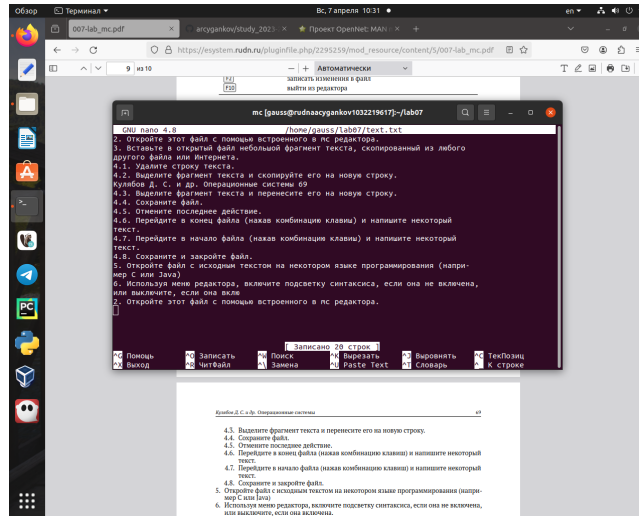 Обзор
Терминал
Вс, 7 апреля 10:31
en
007-lab_mc.pdf
arcygankov/study_2023-
Проект OpenNet: MAN
https://esystem.rudn.ru/pluginfile.php/2295259/mod_resource/content/5/007-lab_mc.pdf
9 из 10
— + Автоматически
F2 записать изменения в файл
F10 выйти из редактора
mc [gauss@rudnaacygankov1032219617]:~/lab07
GNU nano 4.8 /home/gauss/lab07/text.txt
2. Откройте этот файл с помощью встроенного в mc редактора.
3. Вставьте в открытый файл небольшой фрагмент текста, скопированный из любого
другого файла или Интернета.
4.1. Удалите строку текста.
4.2. Выделите фрагмент текста и скопируйте его на новую строку.
Кулябов Д. С. и др. Операционные системы 69
4.3. Выделите фрагмент текста и перенесите его на новую строку.
4.4. Сохраните файл.
4.5. Отмените последнее действие.
4.6. Перейдите в конец файла (нажав комбинацию клавиш) и напишите некоторый
текст.
4.7. Перейдите в начало файла (нажав комбинацию клавиш) и напишите некоторый
текст.
4.8. Сохраните и закройте файл.
5. Откройте файл с исходным текстом на некотором языке программирования (напри-
мер C или Java)
6. Используя меню редактора, включите подсветку синтаксиса, если она не включена,
или выключите, если она вклю
2. Откройте этот файл с помощью встроенного в mc редактора.
[ Записано 20 строк ]
^G Помощь ^O Записать ^W Поиск ^K Вырезать ^J Выровнять ^C ТекПозиц
^X Выход ^R ЧитФайл ^\ Замена ^U Paste Text ^T Словарь ^_ К строке
Кулябов Д. С. и др. Операционные системы 69
4.3. Выделите фрагмент текста и перенесите его на новую строку.
4.4. Сохраните файл.
4.5. Отмените последнее действие.
4.6. Перейдите в конец файла (нажав комбинацию клавиш) и напишите некоторый
текст.
4.7. Перейдите в начало файла (нажав комбинацию клавиш) и напишите некоторый
текст.
4.8. Сохраните и закройте файл.
5. Откройте файл с исходным текстом на некотором языке программирования (напри-
мер C или Java)
6. Используя меню редактора, включите подсветку синтаксиса, если она не включена,
или выключите, если она включена.